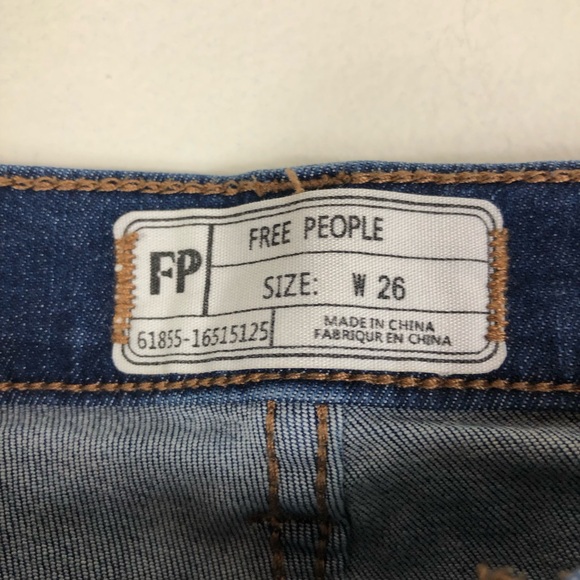 FP
FREE PEOPLE
SIZE: W 26
61855-16515125
MADE IN CHINA
FABRIQUR EN CHINA